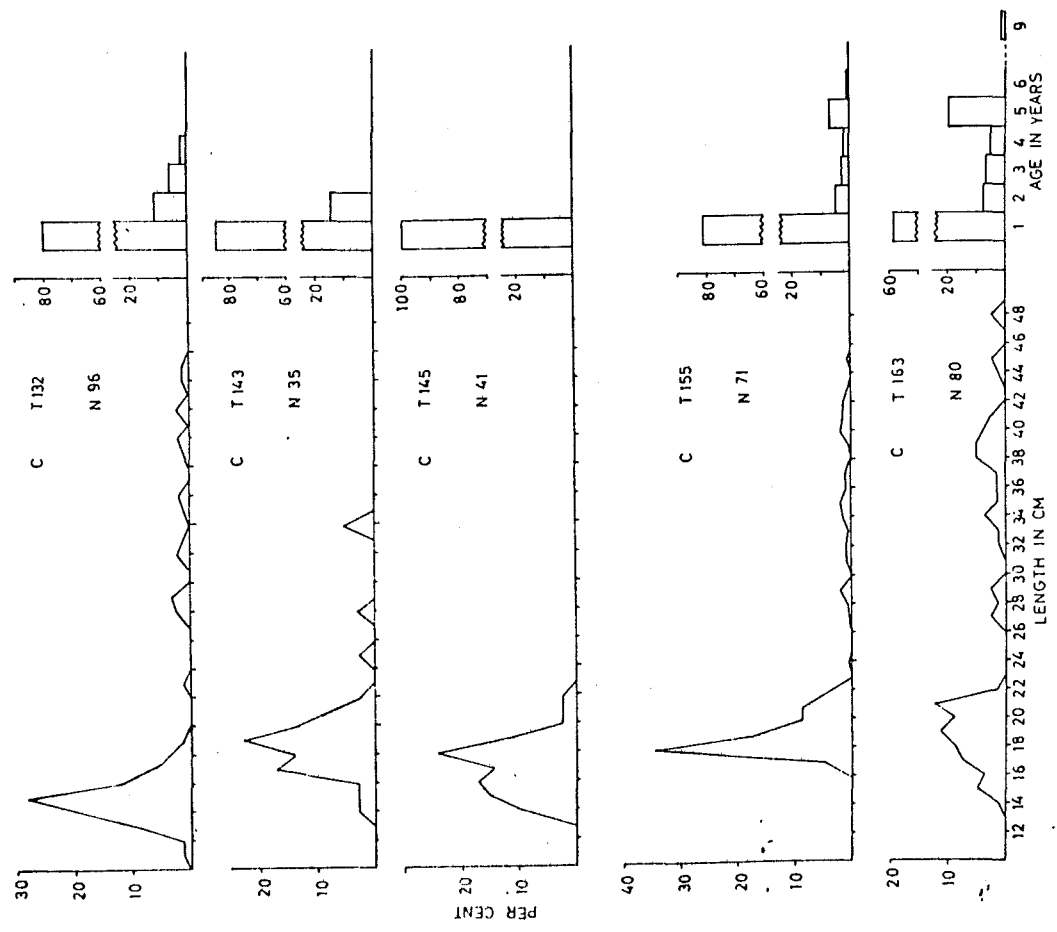 30
20
10
C T 132
N 96
80
60
20
20
10
C T 143
N 35
80
60
20
20
10
C T 145
N 41
100
80
20
PER CENT
40
30
20
10
C T 155
N 71
80
60
20
20
10
C T 163
N 80
60
20
12 14 16 18 20 22 24 26 28 30 32 34 36 38 40 42 44 46 48
LENGTH IN CM
1 2 3 4 5 6 9
AGE IN YEARS